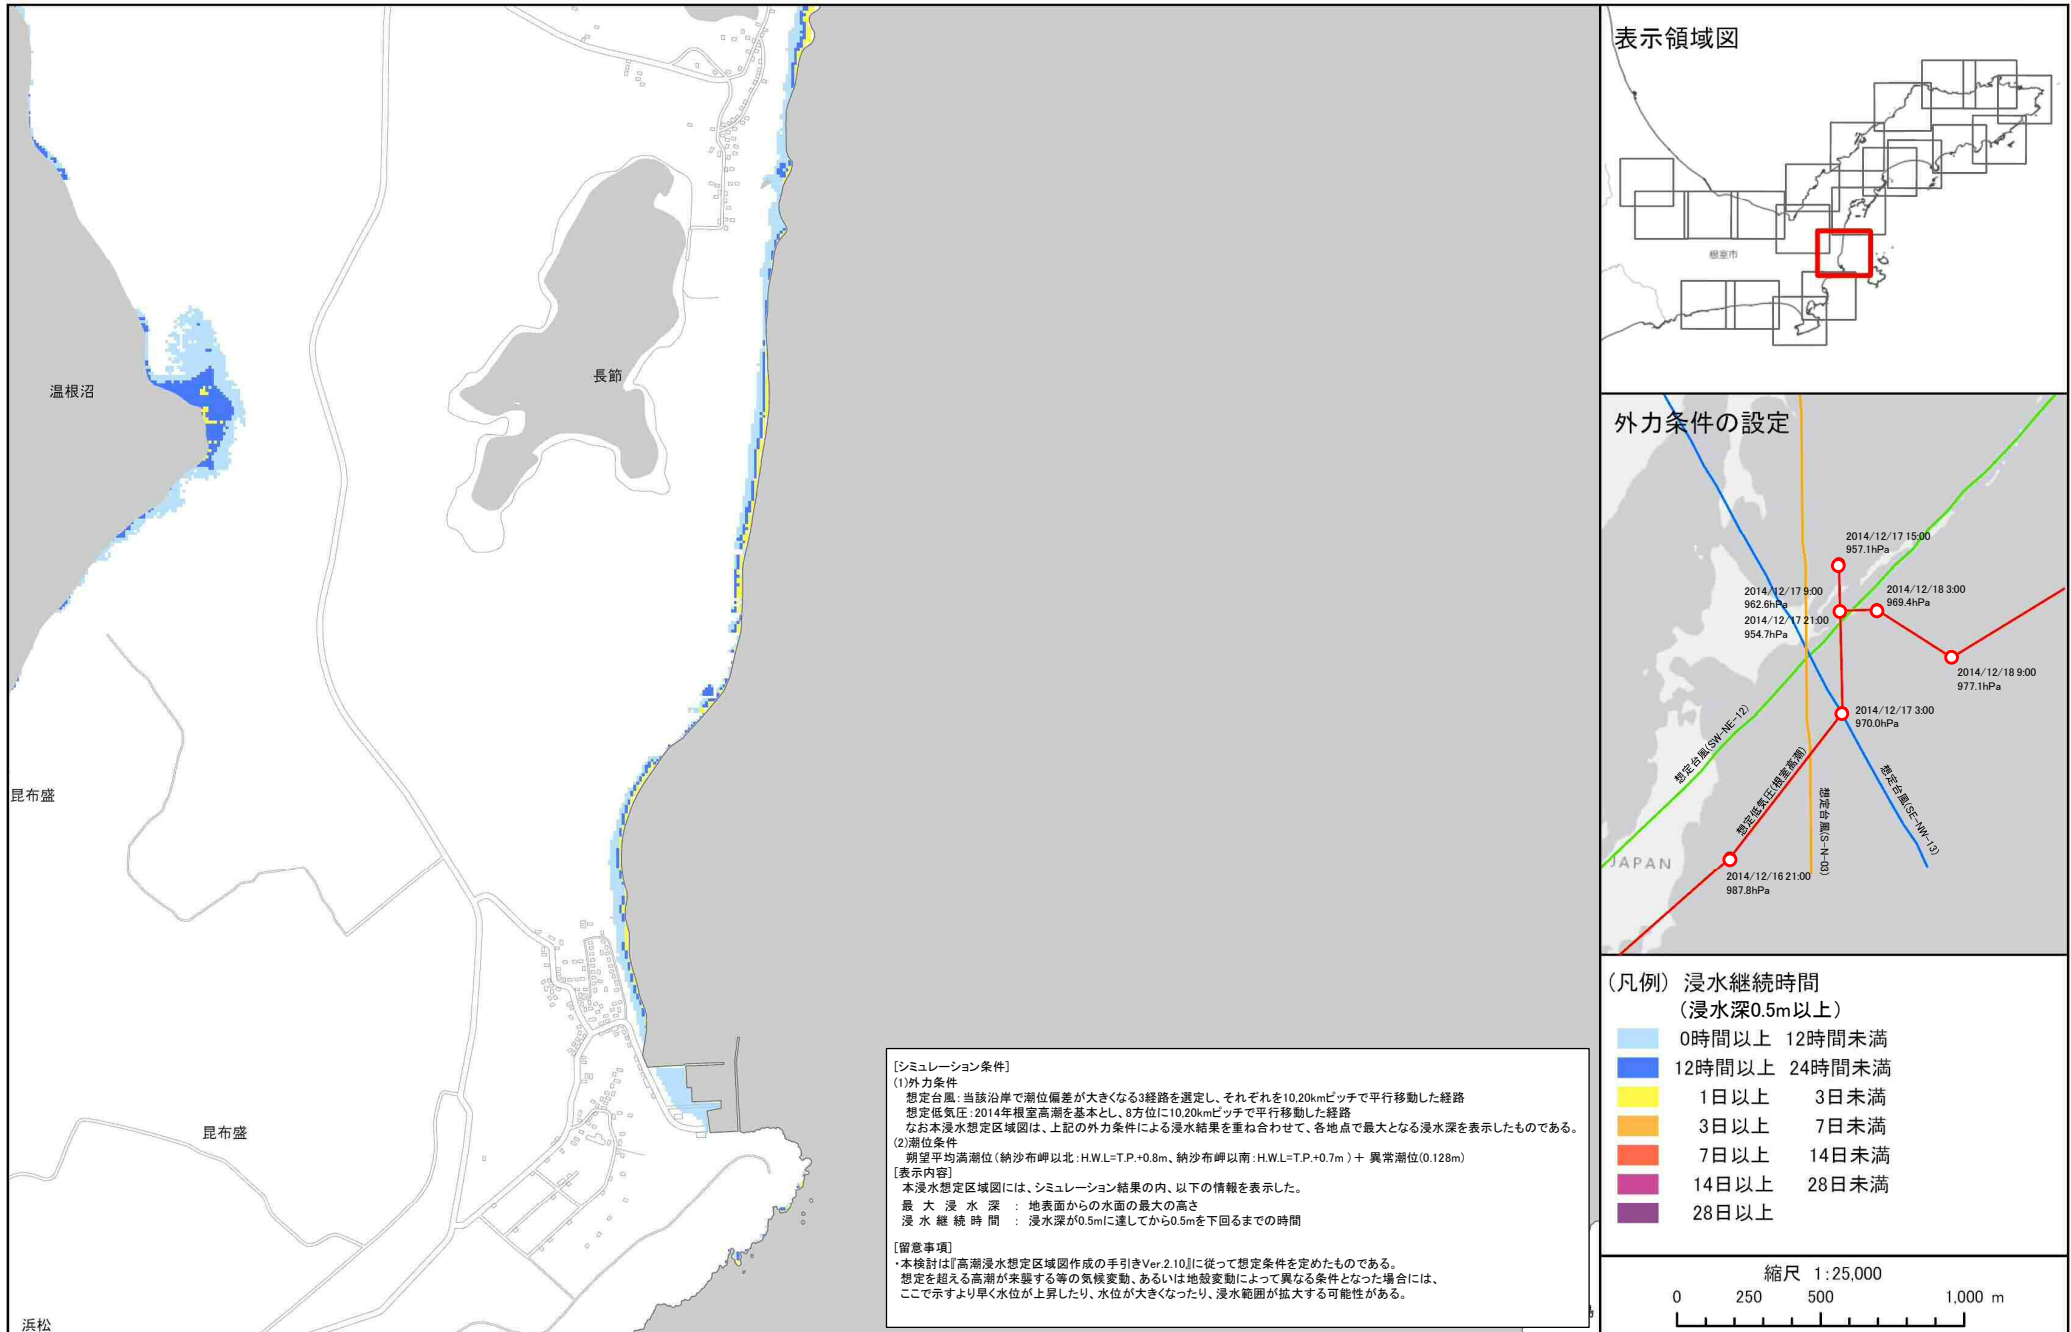 温根沼
長節
昆布盛
昆布盛
浜松
[シミュレーション条件]
(1)外力条件
想定台風:当該沿岸で潮位偏差が大きくなる3経路を選定し、それぞれを10,20kmピッチで平行移動した経路
想定低気圧:2014年根室高潮を基本とし、8方位に10,20kmピッチで平行移動した経路
なお本浸水想定区域図は、上記の外力条件による浸水結果を重ね合わせて、各地点で最大となる浸水深を表示したものである。
(2)潮位条件
朔望平均満潮位(納沙布岬以北:H.W.L=T.P.+0.8m、納沙布岬以南:H.W.L=T.P.+0.7m)+ 異常潮位(0.128m)
[表示内容]
本浸水想定区域図には、シミュレーション結果の内、以下の情報を表示した。
最 大 浸 水 深 : 地表面からの水面の最大の高さ
浸 水 継 続 時 間 : 浸水深が0.5mに達してから0.5mを下回るまでの時間
[留意事項]
・本検討は『高潮浸水想定区域図作成の手引きVer.2.10』に従って想定条件を定めたものである。
想定を超える高潮が来襲する等の気候変動、あるいは地殻変動によって異なる条件となった場合には、
ここで示すより早く水位が上昇したり、水位が大きくなったり、浸水範囲が拡大する可能性がある。
表示領域図
根室市
外力条件の設定
2014/12/17 15:00
957.1hPa
2014/12/17 9:00
962.6hPa
2014/12/17 21:00
954.7hPa
2014/12/18 3:00
969.4hPa
2014/12/18 9:00
977.1hPa
2014/12/17 3:00
970.0hPa
想定台風(SW-NE-12)
想定低気圧(根室高潮)
想定台風(S-N-03)
想定台風(SE-NW-13)
JAPAN
2014/12/16 21:00
987.8hPa
(凡例) 浸水継続時間
(浸水深0.5m以上)
0時間以上 12時間未満
12時間以上 24時間未満
1日以上 3日未満
3日以上 7日未満
7日以上 14日未満
14日以上 28日未満
28日以上
縮尺 1:25,000
0 250 500 1,000 m